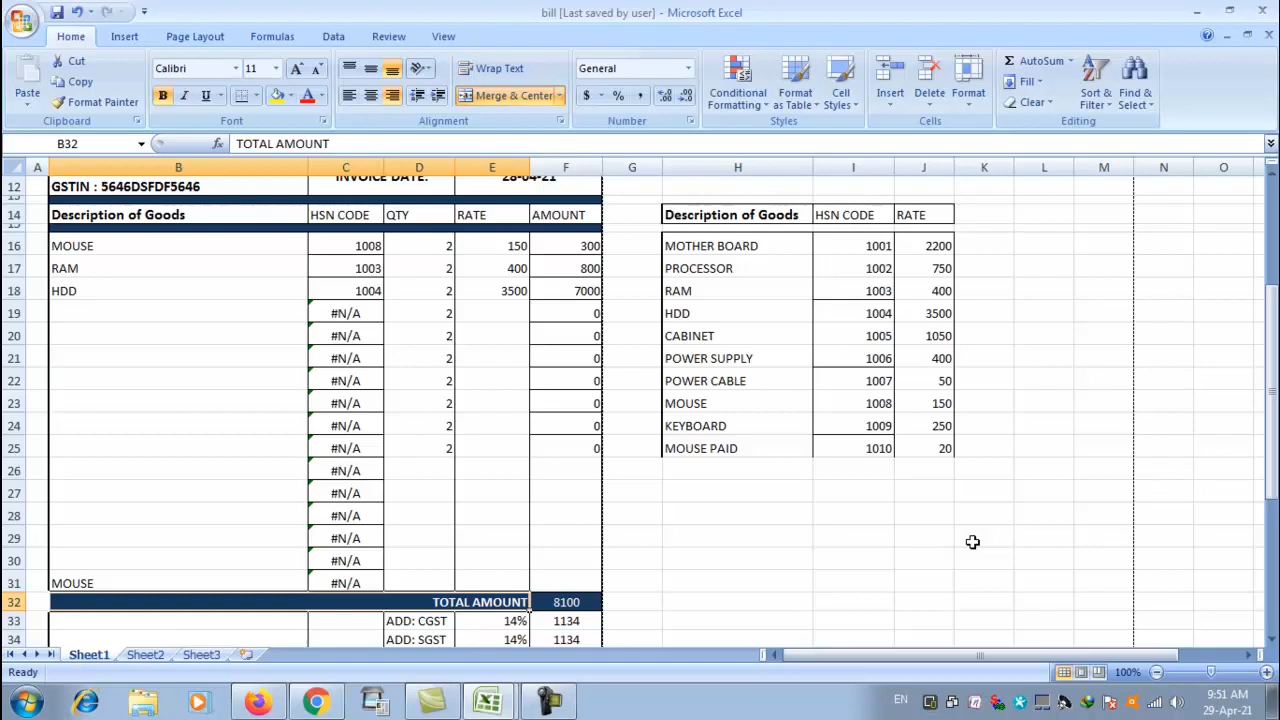 bill [Last saved by user] - Microsoft Excel
Home Insert Page Layout Formulas Data Review View
Paste Cut Copy Format Painter Clipboard
Calibri 11 A A B I U A Font
Wrap Text Merge & Center Alignment
General $ % , Number
Conditional Formatting Format as Table Cell Styles Styles
Insert Delete Format Cells
Σ AutoSum Fill Clear Sort & Filter Find & Select Editing
B32 fx TOTAL AMOUNT
A B C D E F G H I J K L M N O
12 GSTIN : 5646DSFDF5646 INVOICE DATE: 28-04-21
14 Description of Goods HSN CODE QTY RATE AMOUNT Description of Goods HSN CODE RATE
16 MOUSE 1008 2 150 300 MOTHER BOARD 1001 2200
17 RAM 1003 2 400 800 PROCESSOR 1002 750
18 HDD 1004 2 3500 7000 RAM 1003 400
19 #N/A 2 0 HDD 1004 3500
20 #N/A 2 0 CABINET 1005 1050
21 #N/A 2 0 POWER SUPPLY 1006 400
22 #N/A 2 0 POWER CABLE 1007 50
23 #N/A 2 0 MOUSE 1008 150
24 #N/A 2 0 KEYBOARD 1009 250
25 #N/A 2 0 MOUSE PAID 1010 20
26 #N/A
27 #N/A
28 #N/A
29 #N/A
30 #N/A
31 MOUSE #N/A
32 TOTAL AMOUNT 8100
33 ADD: CGST 14% 1134
34 ADD: SGST 14% 1134
Sheet1 Sheet2 Sheet3
Ready 100%
EN 9:51 AM
29-Apr-21